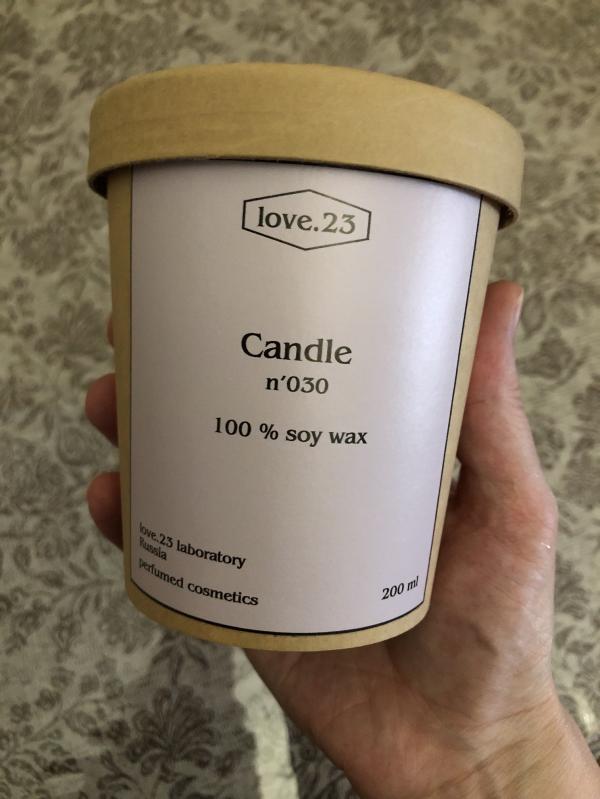 love.23
Candle
n'030
100 % soy wax
love.23 laboratory
Russia
perfumed cosmetics
200 ml